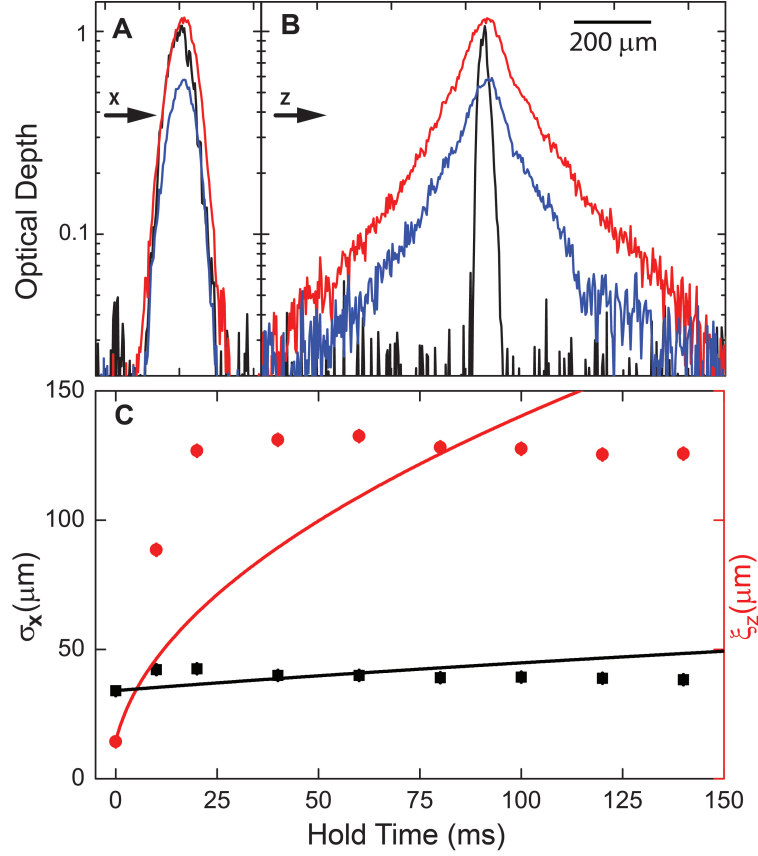 A
B
200 μm
x
z
1
0.1
Optical Depth
C
150
100
50
0
σx(μm)
ξz(μm)
0
25
50
75
100
125
150
Hold Time (ms)